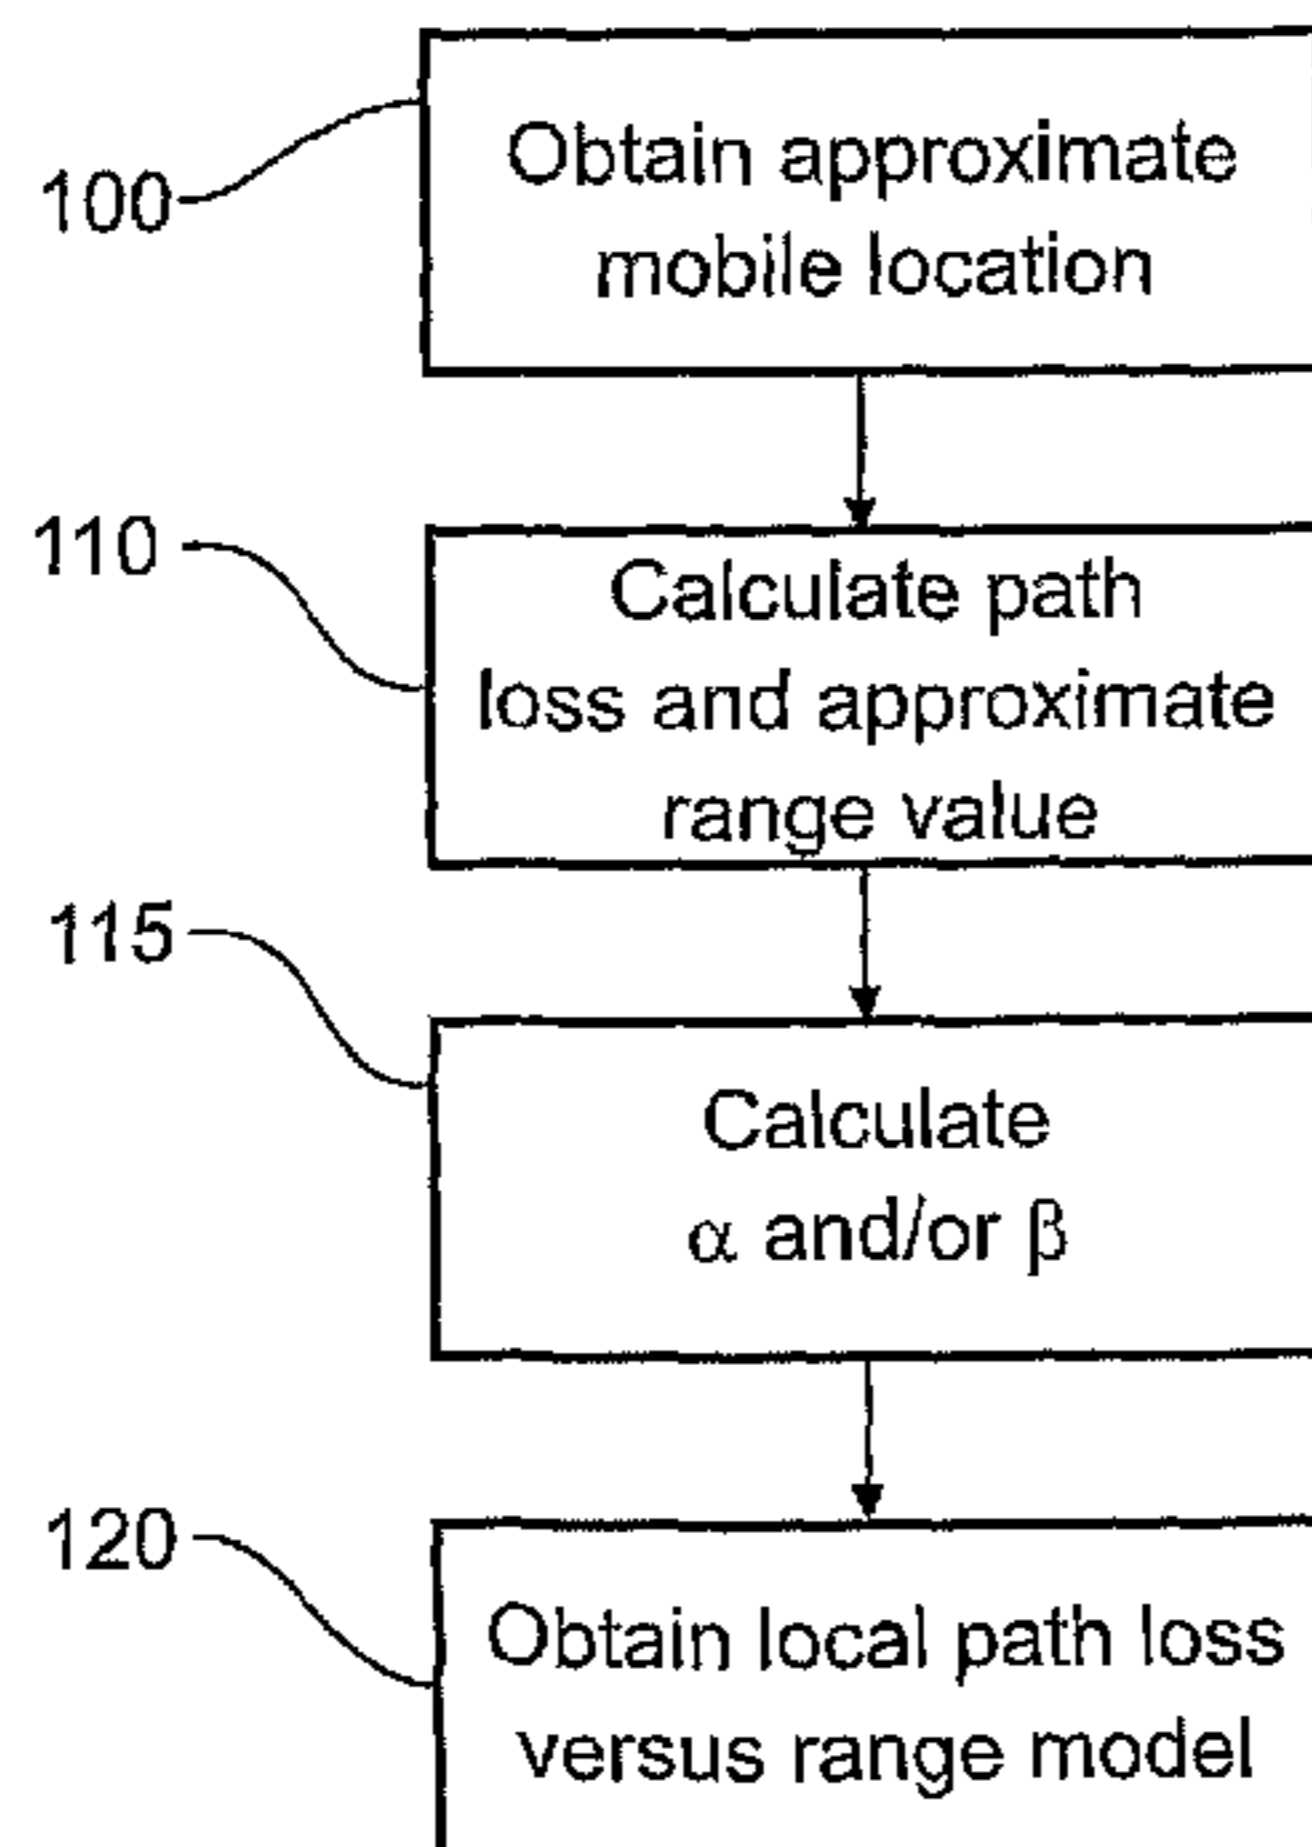 100
Obtain approximate
mobile location
110
Calculate path
loss and approximate
range value
115
Calculate
α and/or β
120
Obtain local path loss
versus range model